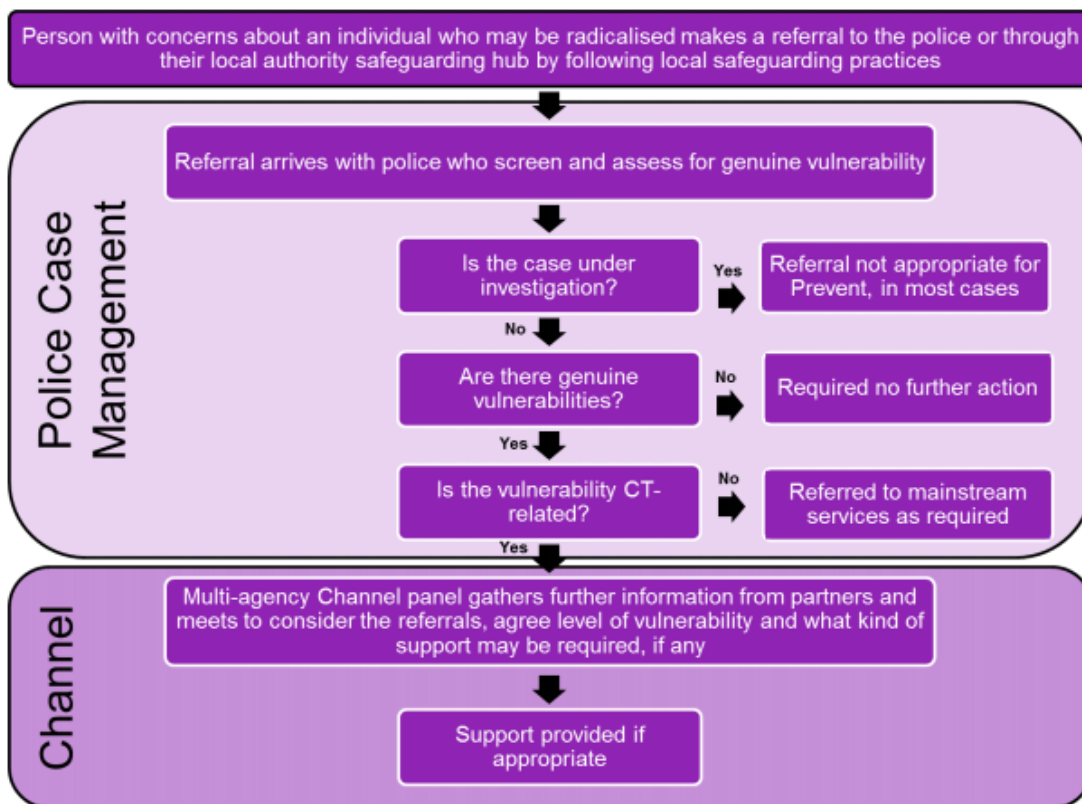 Person with concerns about an individual who may be radicalised makes a referral to the police or through
their local authority safeguarding hub by following local safeguarding practices
Police Case
Management
Referral arrives with police who screen and assess for genuine vulnerability
Is the case under
investigation?
Yes
Referral not appropriate for
Prevent, in most cases
No
Are there genuine
vulnerabilities?
No
Required no further action
Yes
Is the vulnerability CT-
related?
No
Referred to mainstream
services as required
Yes
Channel
Multi-agency Channel panel gathers further information from partners and
meets to consider the referrals, agree level of vulnerability and what kind of
support may be required, if any
Support provided if
appropriate